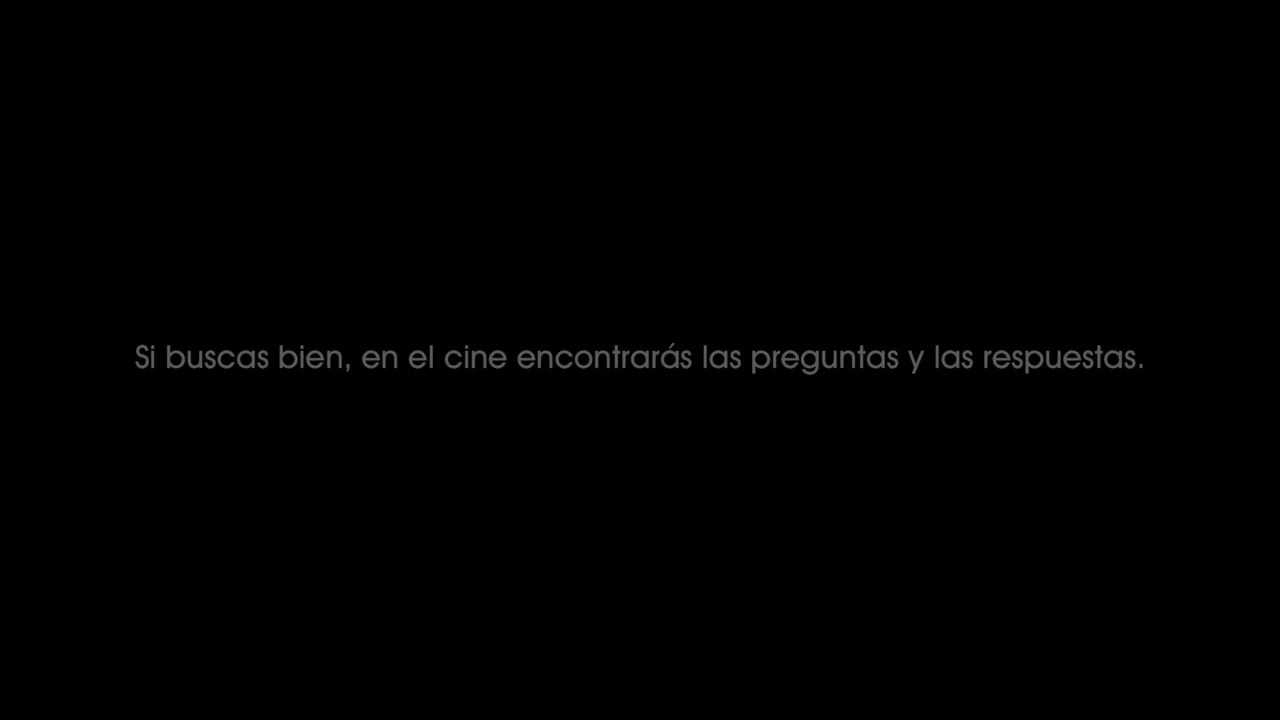 Si buscas bien, en el cine encontrarás las preguntas y las respuestas.